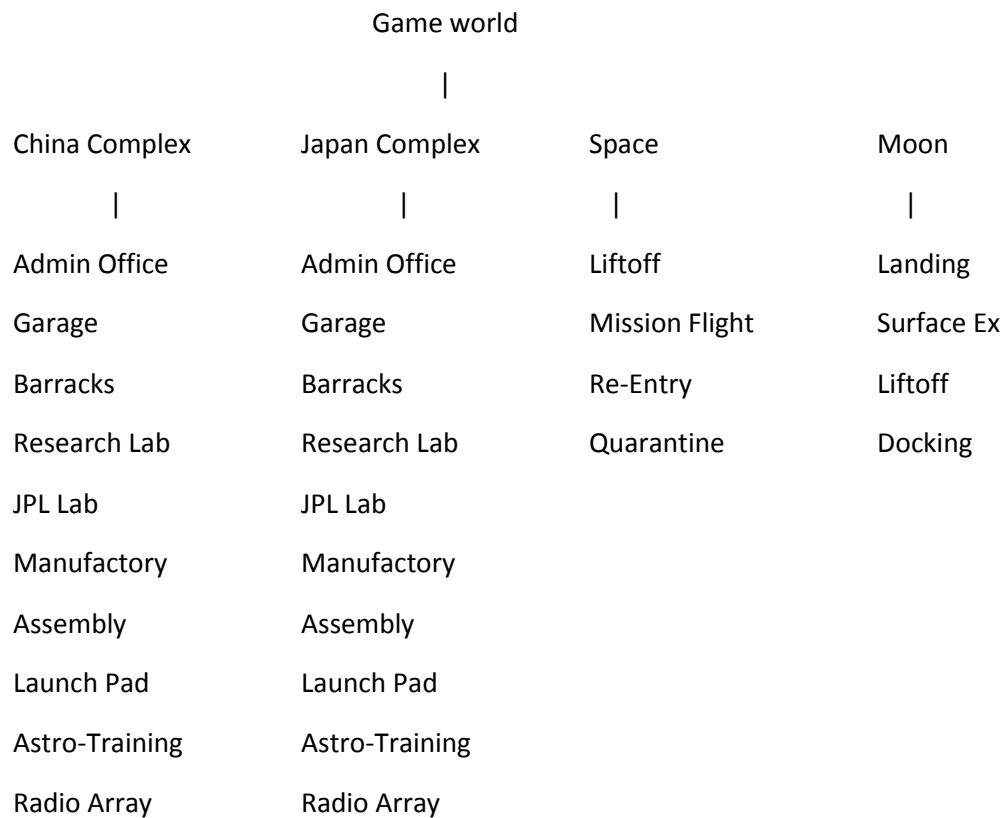 Game world
|
China Complex Japan Complex Space Moon
| | | |
Admin Office Admin Office Liftoff Landing
Garage Garage Mission Flight Surface Ex
Barracks Barracks Re-Entry Liftoff
Research Lab Research Lab Quarantine Docking
JPL Lab JPL Lab
Manufactory Manufactory
Assembly Assembly
Launch Pad Launch Pad
Astro-Training Astro-Training
Radio Array Radio Array